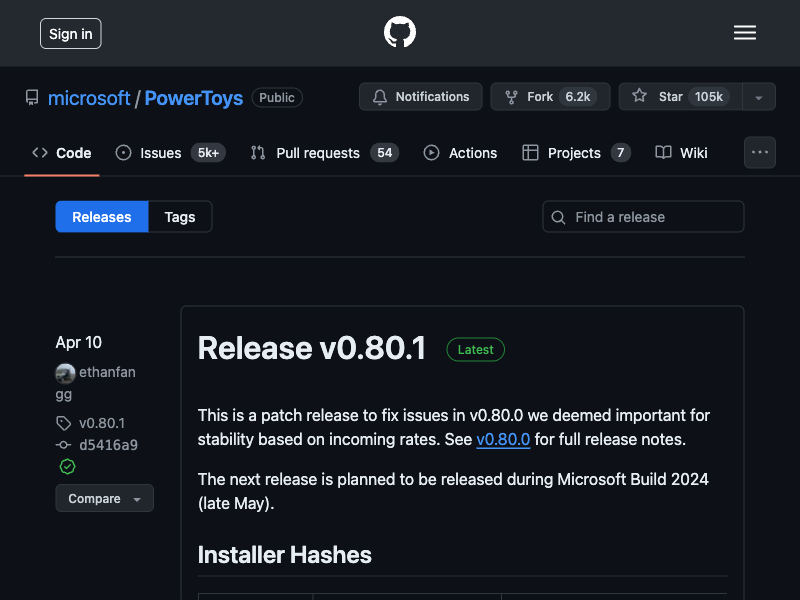 Sign in
microsoft / PowerToys Public
Notifications
Fork 6.2k
Star 105k
Code
Issues 5k+
Pull requests 54
Actions
Projects 7
Wiki
Releases
Tags
Find a release
Apr 10
ethanfan
gg
v0.80.1
d5416a9
Compare
Release v0.80.1 Latest
This is a patch release to fix issues in v0.80.0 we deemed important for
stability based on incoming rates. See v0.80.0 for full release notes.
The next release is planned to be released during Microsoft Build 2024
(late May).
Installer Hashes